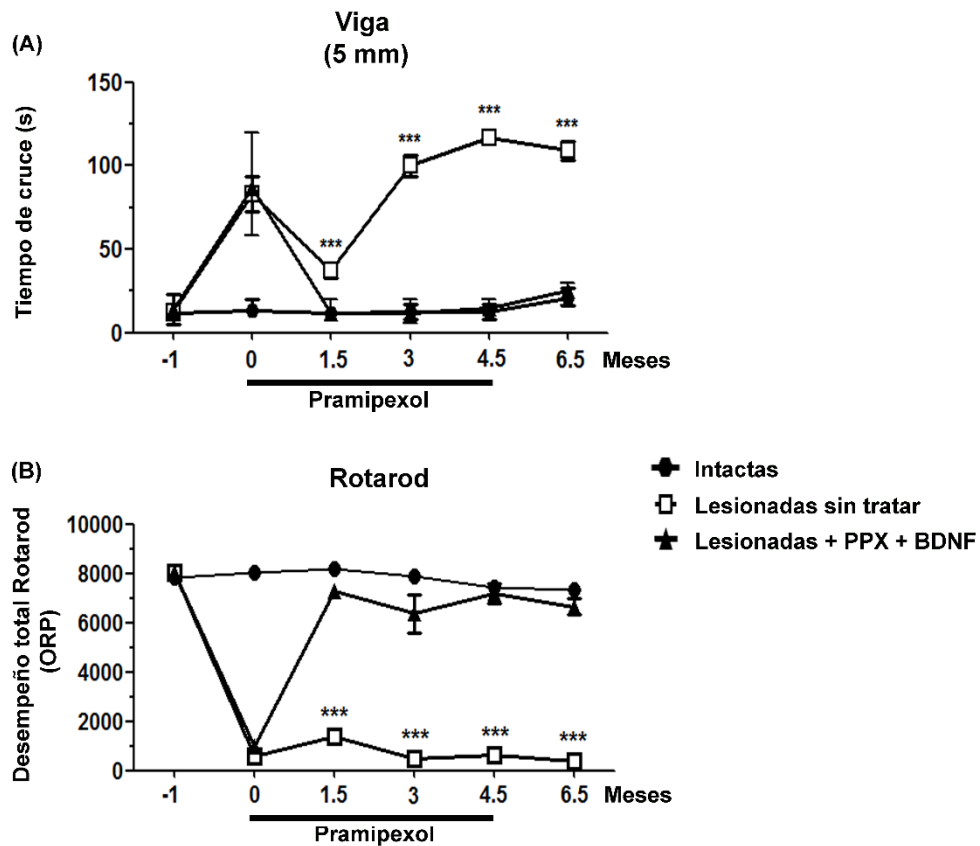 (A)
Viga
(5 mm)
Tiempo de cruce (s)
150
100
50
0
***
***
***
***
-1 0 1.5 3 4.5 6.5 Meses
Pramipexol
(B)
Rotarod
Desempeño total Rotarod
(ORP)
10000
8000
6000
4000
2000
0
***
***
***
***
-1 0 1.5 3 4.5 6.5 Meses
Pramipexol
Intactas
Lesionadas sin tratar
Lesionadas + PPX + BDNF